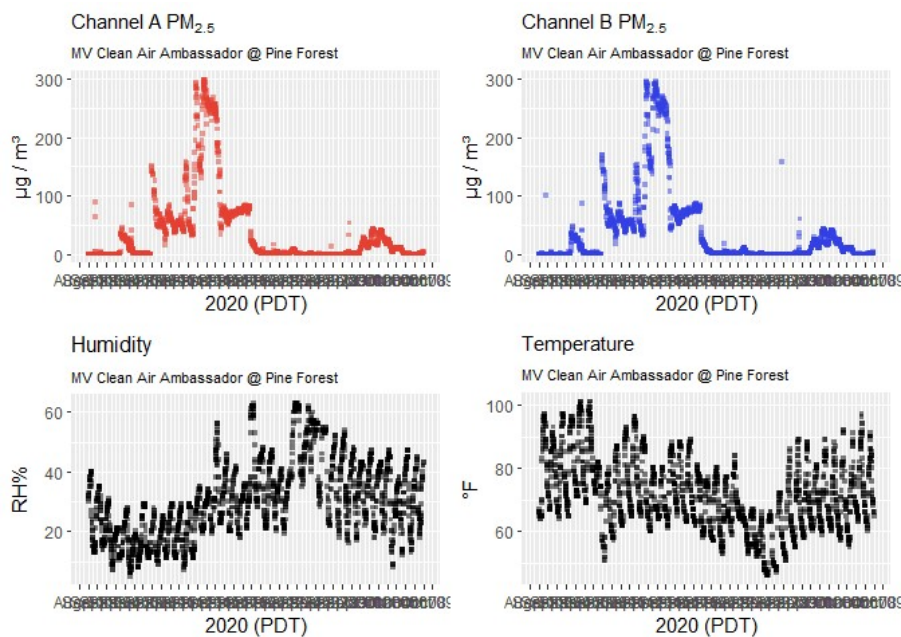 Channel A PM2.5
MV Clean Air Ambassador @ Pine Forest
300
200
100
0
µg / m³
2020 (PDT)
Channel B PM2.5
MV Clean Air Ambassador @ Pine Forest
300
200
100
0
µg / m³
2020 (PDT)
Humidity
MV Clean Air Ambassador @ Pine Forest
60
40
20
RH%
2020 (PDT)
Temperature
MV Clean Air Ambassador @ Pine Forest
100
80
60
°F
2020 (PDT)